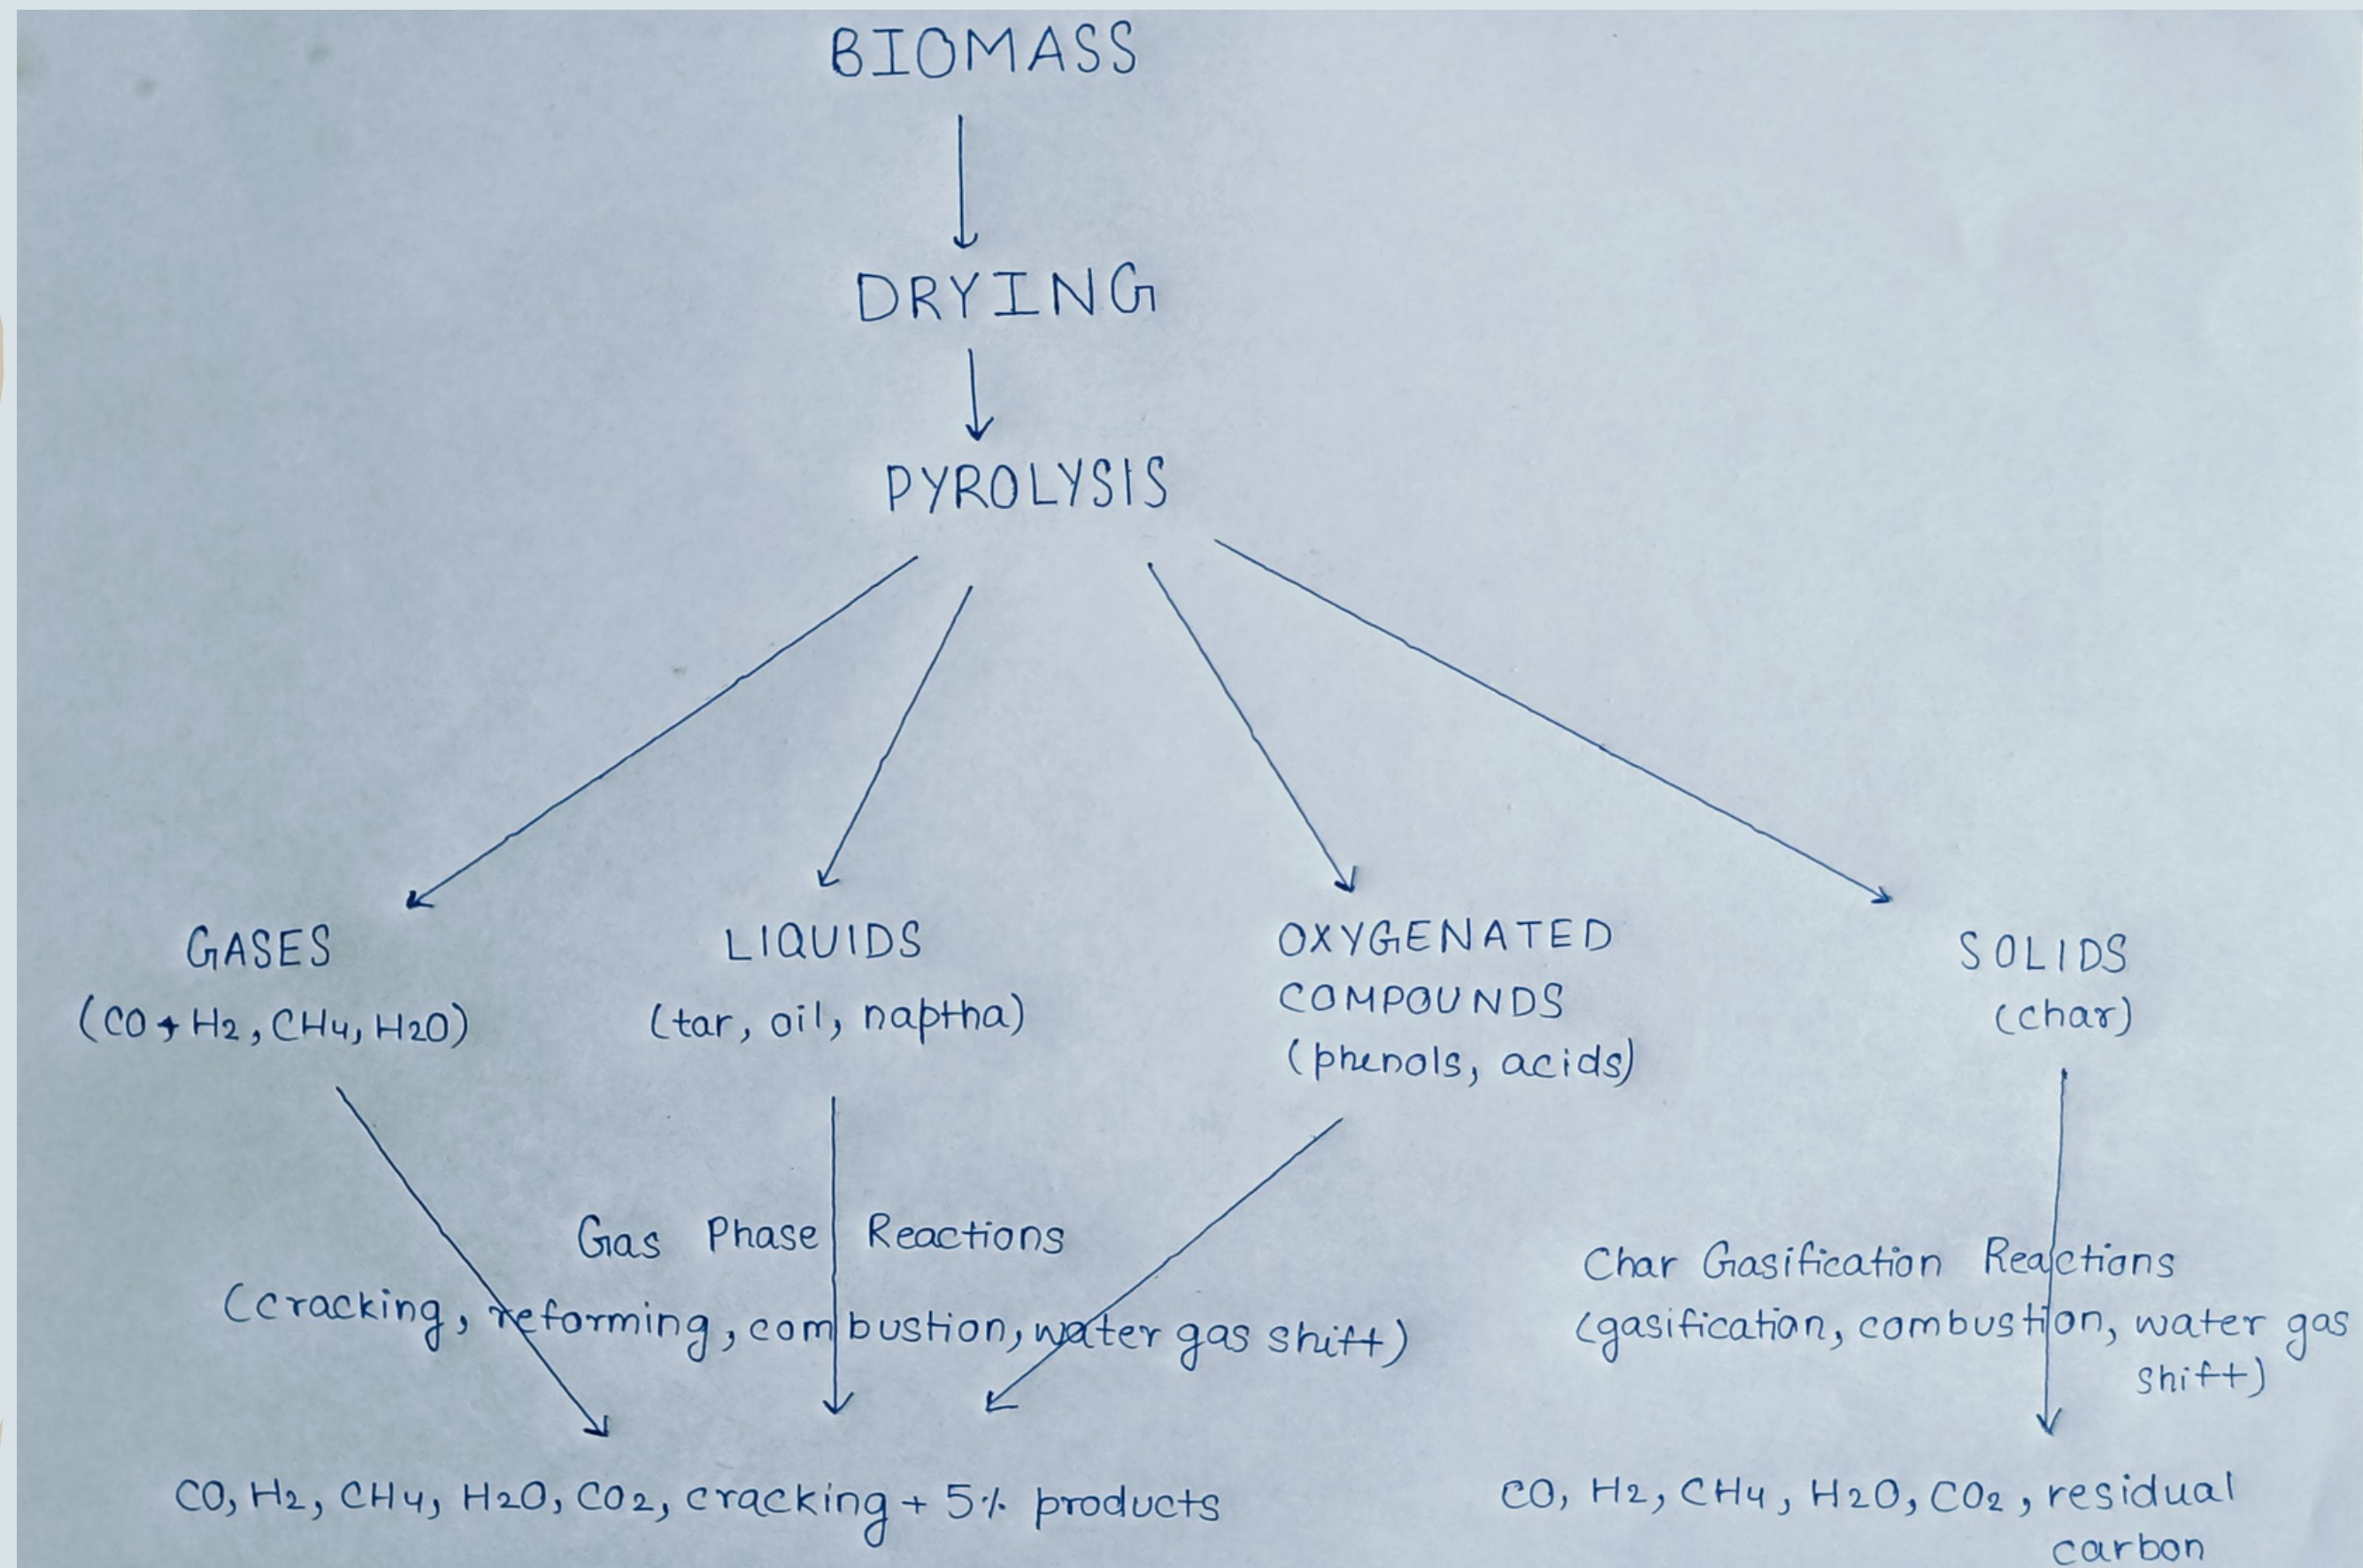 BIOMASS
DRYING
PYROLYSIS
GASES
(CO + H2, CH4, H2O)
LIQUIDS
(tar, oil, naptha)
OXYGENATED
COMPOUNDS
(phenols, acids)
SOLIDS
(char)
Gas Phase Reactions
(cracking, reforming, combustion, water gas shift)
Char Gasification Reactions
(gasification, combustion, water gas
shift)
CO, H2, CH4, H2O, CO2, cracking + 5% products
CO, H2, CH4, H2O, CO2, residual
carbon